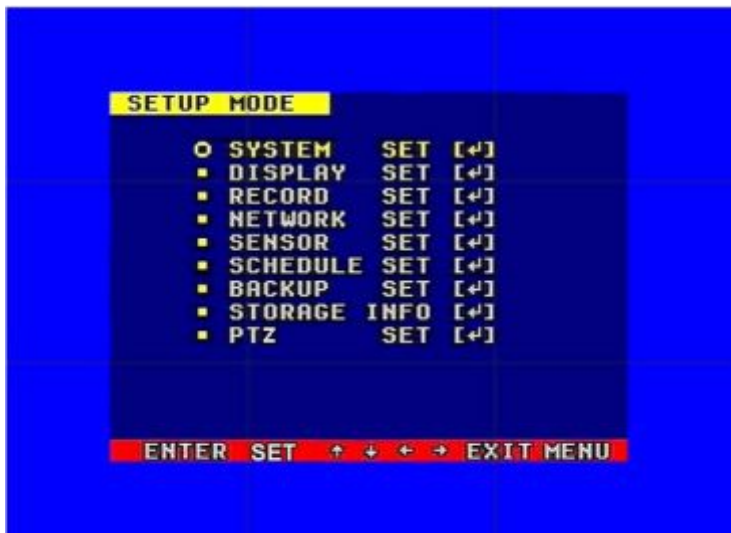 SETUP MODE
SYSTEM SET [↵]
DISPLAY SET [↵]
RECORD SET [↵]
NETWORK SET [↵]
SENSOR SET [↵]
SCHEDULE SET [↵]
BACKUP SET [↵]
STORAGE INFO [↵]
PTZ SET [↵]
ENTER SET ↑ ↓ ← → EXIT MENU